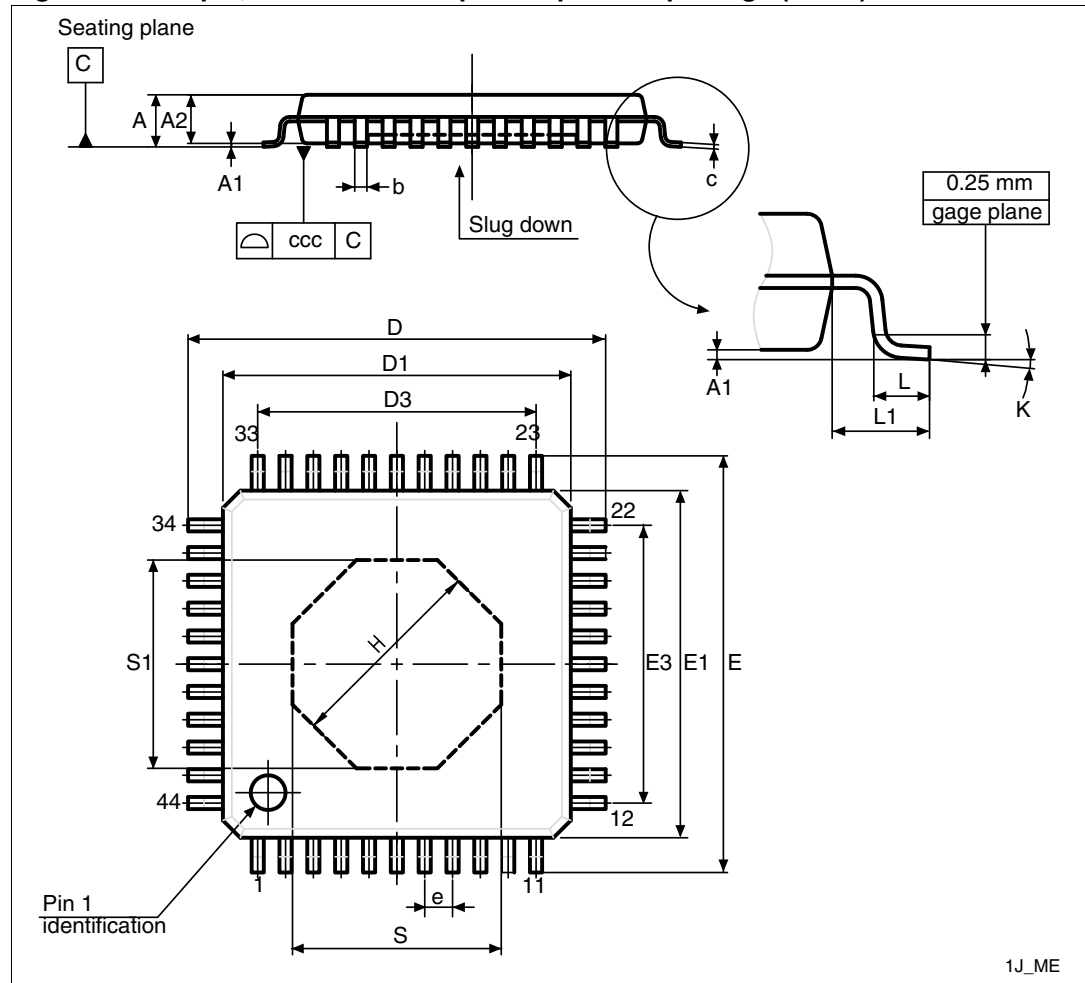 Seating plane
C
A
A2
A1
b
c
ccc
C
Slug down
0.25 mm
gage plane
A1
L
L1
K
D
D1
D3
33
23
34
22
S1
H
E3
E1
E
44
12
1
11
e
Pin 1
identification
S
1J_ME